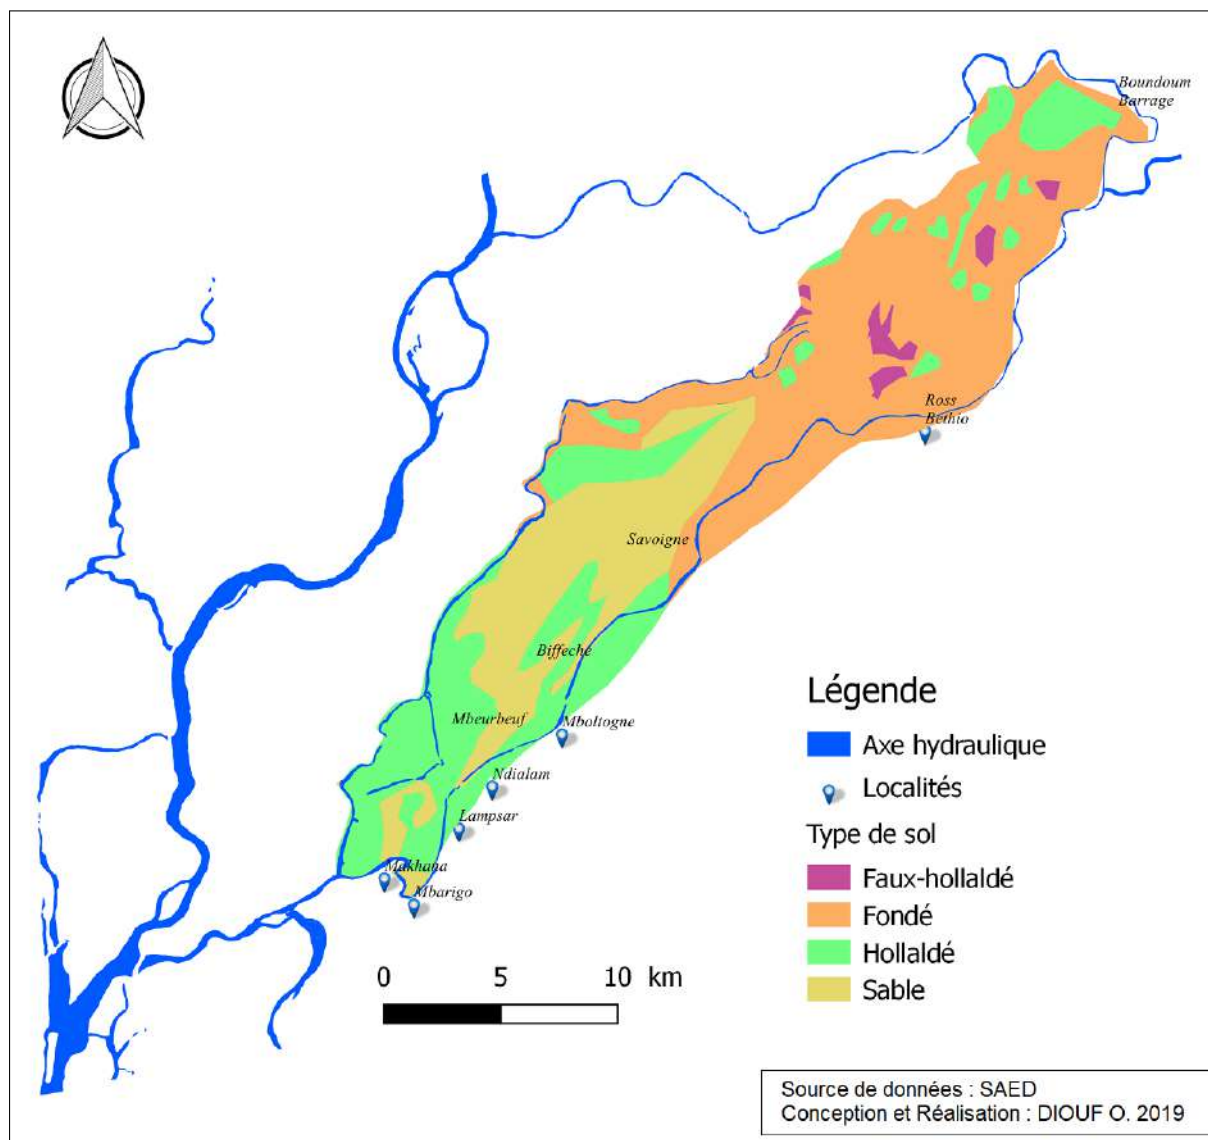 Boundoum
Barrage
Ross
Béthio
Savoigne
Biffeche
Mbeurbeuf
Mboltogne
Ndialam
Lampsar
Makhana
Mbarigo
Légende
Axe hydraulique
Localités
Type de sol
Faux-hollaldé
Fondé
Hollaldé
Sable
0 5 10 km
Source de données : SAED
Conception et Réalisation : DIOUF O. 2019